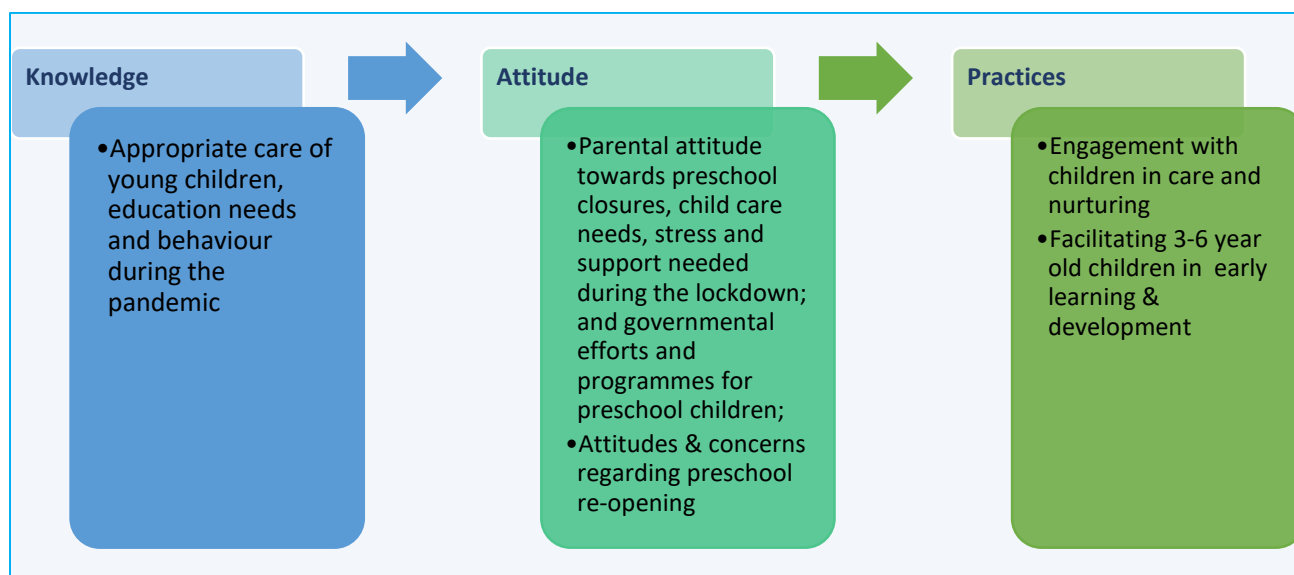 Knowledge
•Appropriate care of
young children,
education needs
and behaviour
during the
pandemic
Attitude
•Parental attitude
towards preschool
closures, child care
needs, stress and
support needed
during the lockdown;
and governmental
efforts and
programmes for
preschool children;
•Attitudes & concerns
regarding preschool
re-opening
Practices
•Engagement with
children in care and
nurturing
•Facilitating 3-6 year
old children in  early
learning &
development